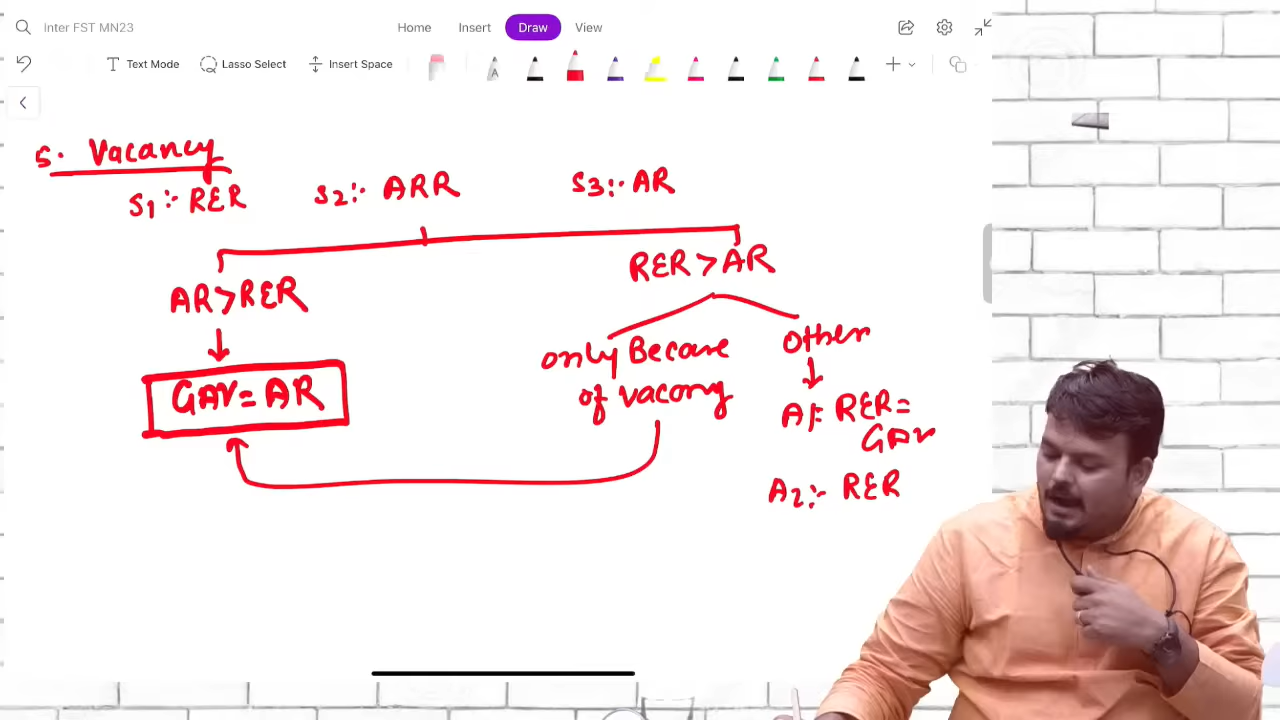 Inter FST MN23
Home Insert Draw View
Text Mode Lasso Select Insert Space
5. Vacancy
S1:- RER S2:- ARR S3:- AR
AR>RER RER>AR
GAV= AR
only Because of vacancy
Other
A1:- RER= GAV
A2:- RER